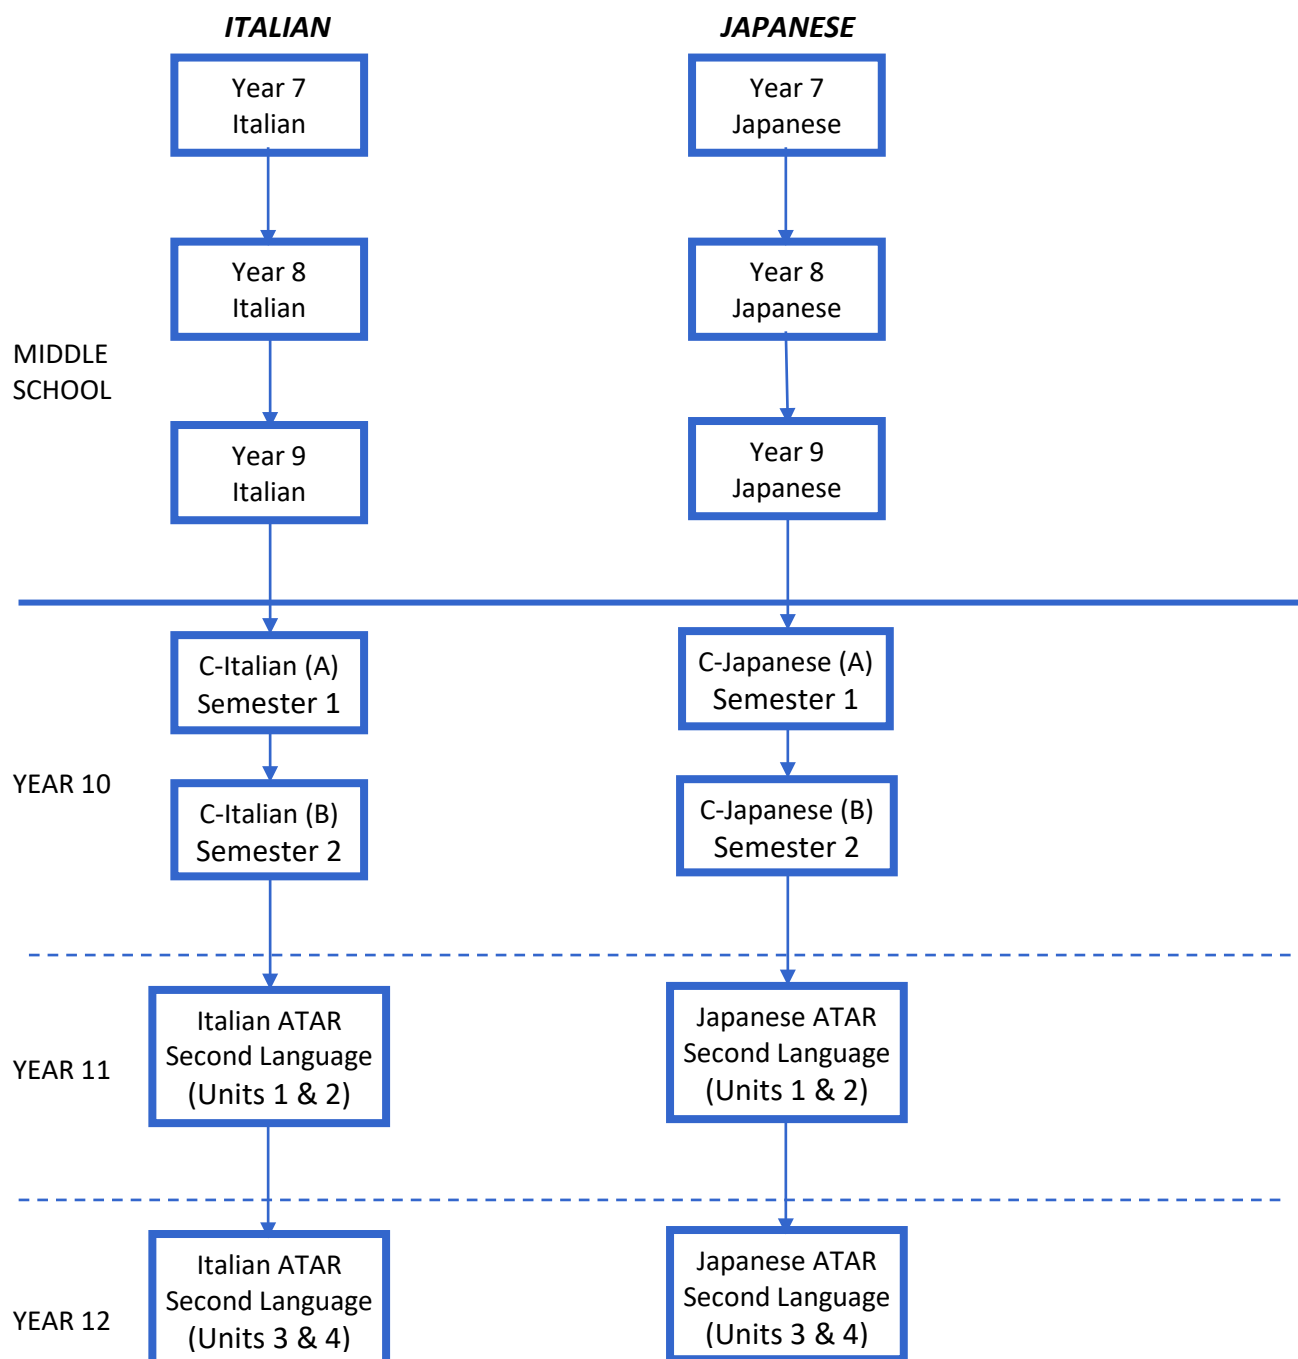 ITALIAN
JAPANESE
Year 7
Italian
Year 7
Japanese
Year 8
Italian
Year 8
Japanese
MIDDLE
SCHOOL
Year 9
Italian
Year 9
Japanese
C-Italian (A)
Semester 1
C-Japanese (A)
Semester 1
YEAR 10
C-Italian (B)
Semester 2
C-Japanese (B)
Semester 2
YEAR 11
Italian ATAR
Second Language
(Units 1 & 2)
Japanese ATAR
Second Language
(Units 1 & 2)
YEAR 12
Italian ATAR
Second Language
(Units 3 & 4)
Japanese ATAR
Second Language
(Units 3 & 4)